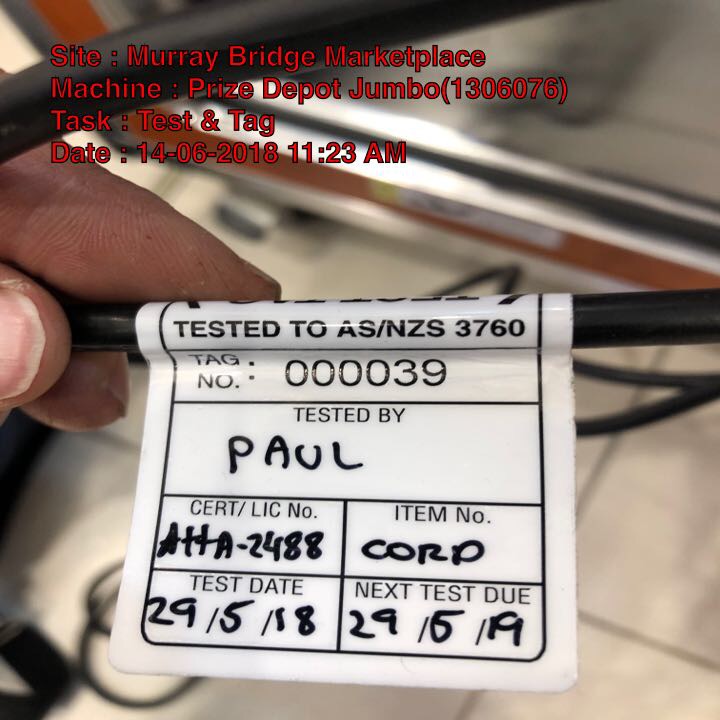 Site : Murray Bridge Marketplace
Machine : Prize Depot Jumbo(1306076)
Task : Test & Tag
Date : 14-06-2018 11:23 AM
TESTED TO AS/NZS 3760
TAG NO. : 000039
TESTED BY
PAUL
CERT/ LIC No.
ITEM No.
AHA-2488
CORD
TEST DATE
NEXT TEST DUE
29/5/18
29/5/19